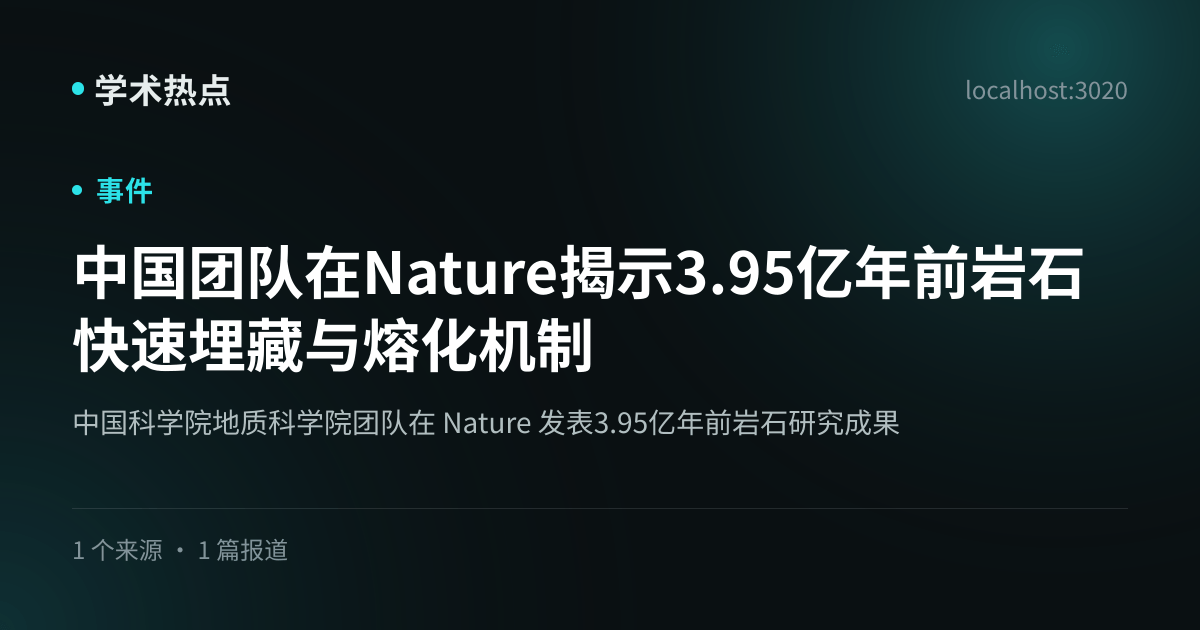 学术热点
localhost:3020
事件
中国团队在Nature揭示3.95亿年前岩石
快速埋藏与熔化机制
中国科学院地质科学院团队在 Nature 发表3.95亿年前岩石研究成果
1 个来源 · 1 篇报道